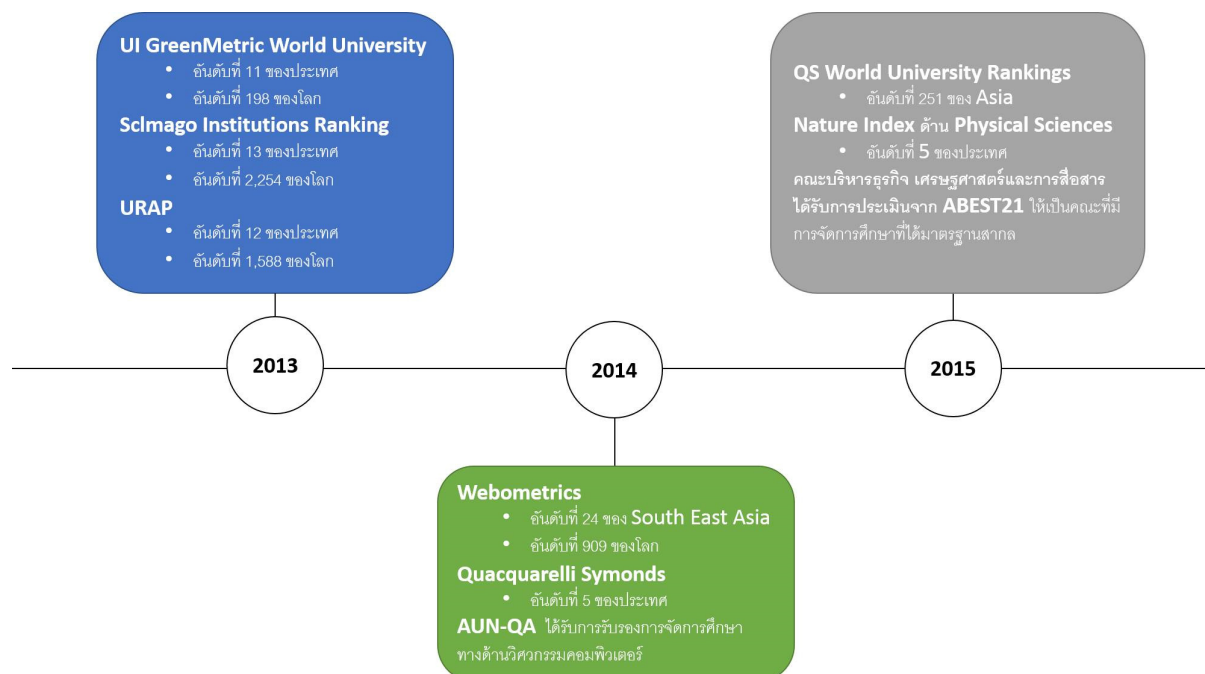 UI GreenMetric World University
• อันดับที่ 11 ของประเทศ
• อันดับที่ 198 ของโลก
Sclmago Institutions Ranking
• อันดับที่ 13 ของประเทศ
• อันดับที่ 2,254 ของโลก
URAP
• อันดับที่ 12 ของประเทศ
• อันดับที่ 1,588 ของโลก
2013
Webometrics
• อันดับที่ 24 ของ South East Asia
• อันดับที่ 909 ของโลก
Quacquarelli Symonds
• อันดับที่ 5 ของประเทศ
AUN-QA ได้รับการรับรองการจัดการศึกษา
ทางด้านวิศวกรรมคอมพิวเตอร์
2014
QS World University Rankings
• อันดับที่ 251 ของ Asia
Nature Index ด้าน Physical Sciences
• อันดับที่ 5 ของประเทศ
คณะบริหารธุรกิจ เศรษฐศาสตร์และการสื่อสาร
ได้รับการประเมินจาก ABEST21 ให้เป็นคณะที่มี
การจัดการศึกษาที่ได้มาตรฐานสากล
2015